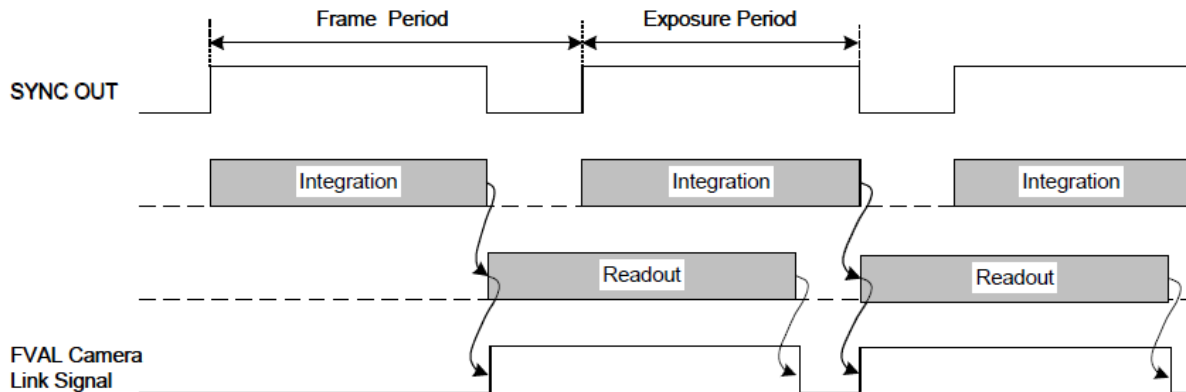 Frame Period
Exposure Period
SYNC OUT
Integration
Integration
Integration
Readout
Readout
FVAL Camera
Link Signal